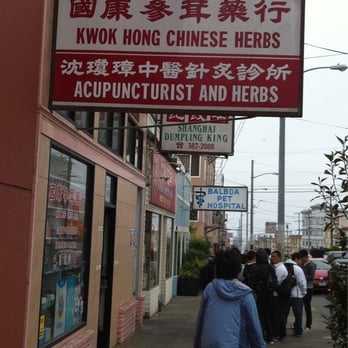 國康參茸藥行
KWOK HONG CHINESE HERBS
沈瓊璋中醫針灸診所
ACUPUNCTURIST AND HERBS
SHANGHAI
DUMPLING KING
387-2088
BALBOA
PET
HOSPITAL